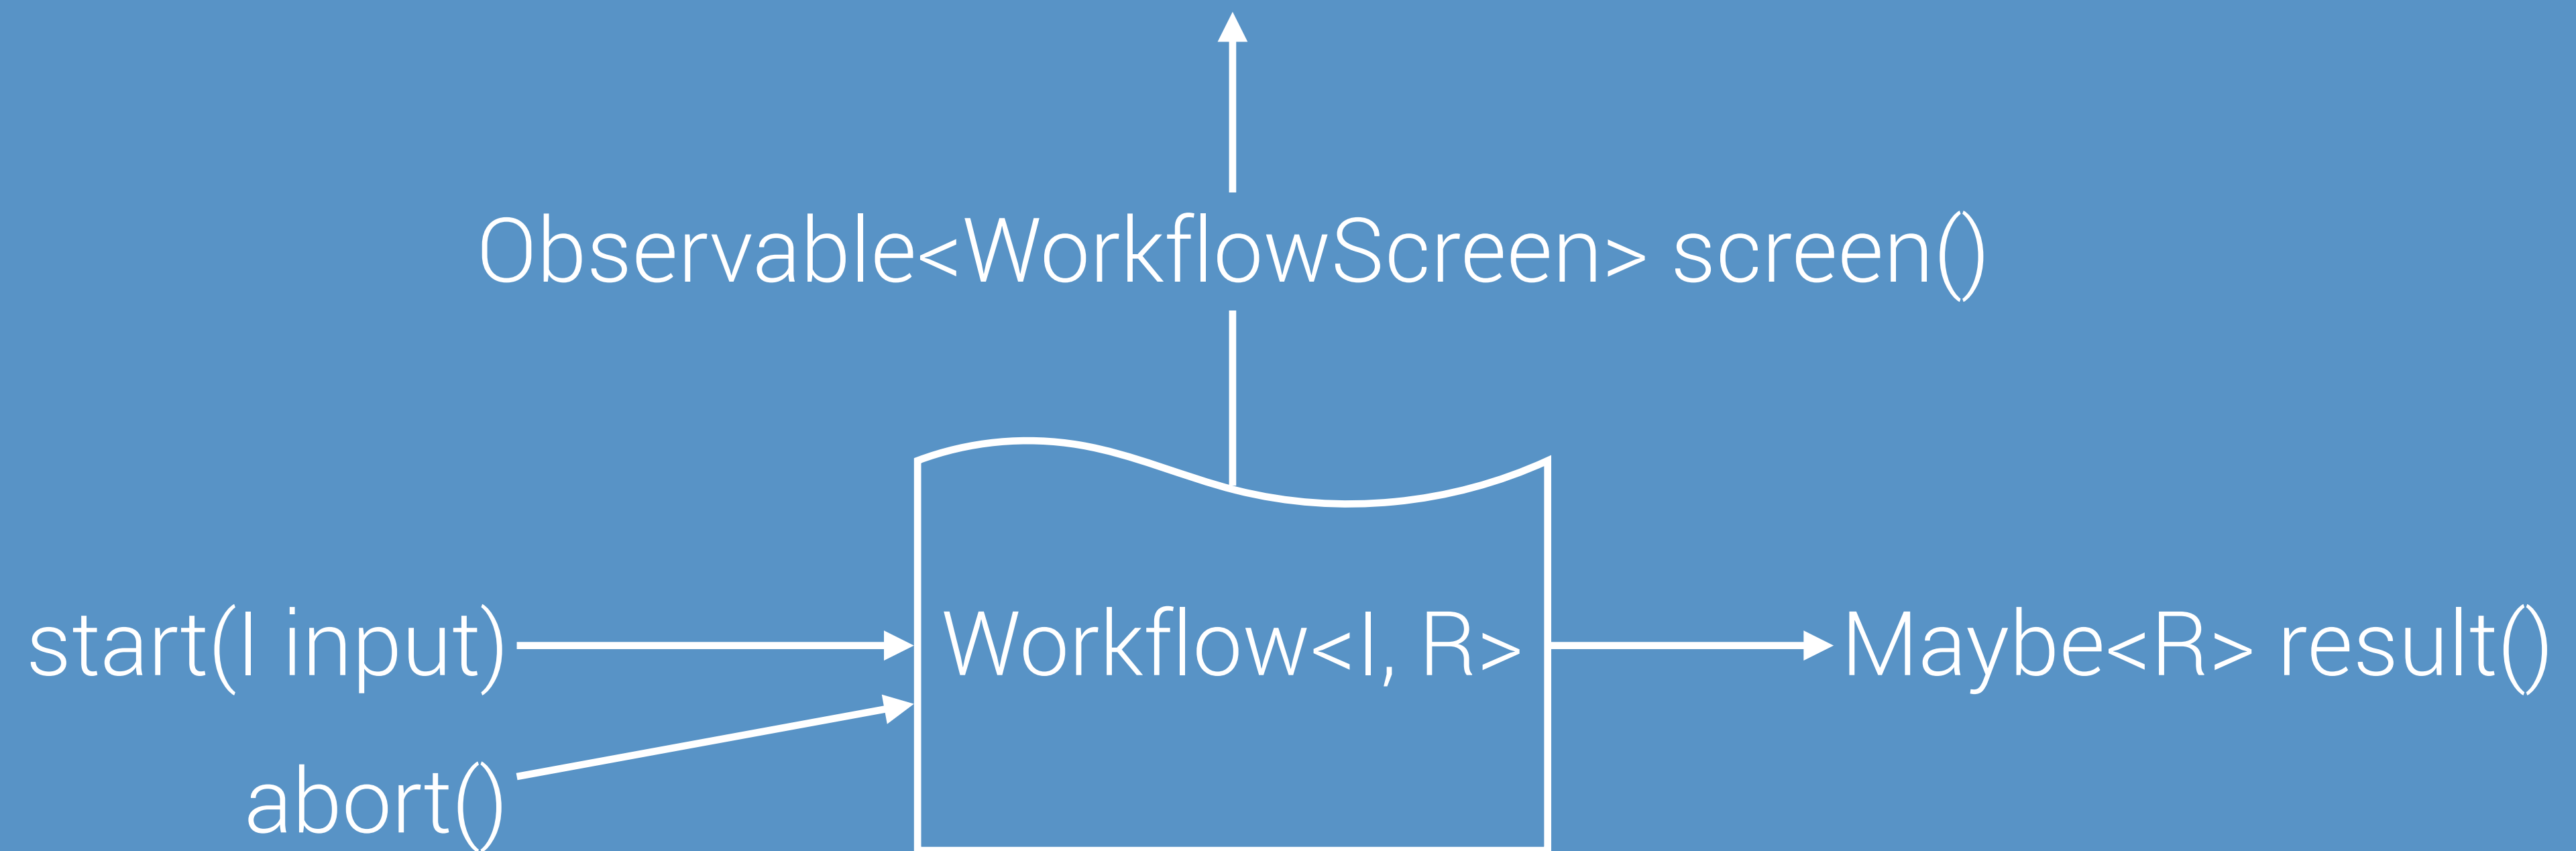 Observable<WorkflowScreen> screen()
start(I input)
Workflow<I, R>
Maybe<R> result()
abort()